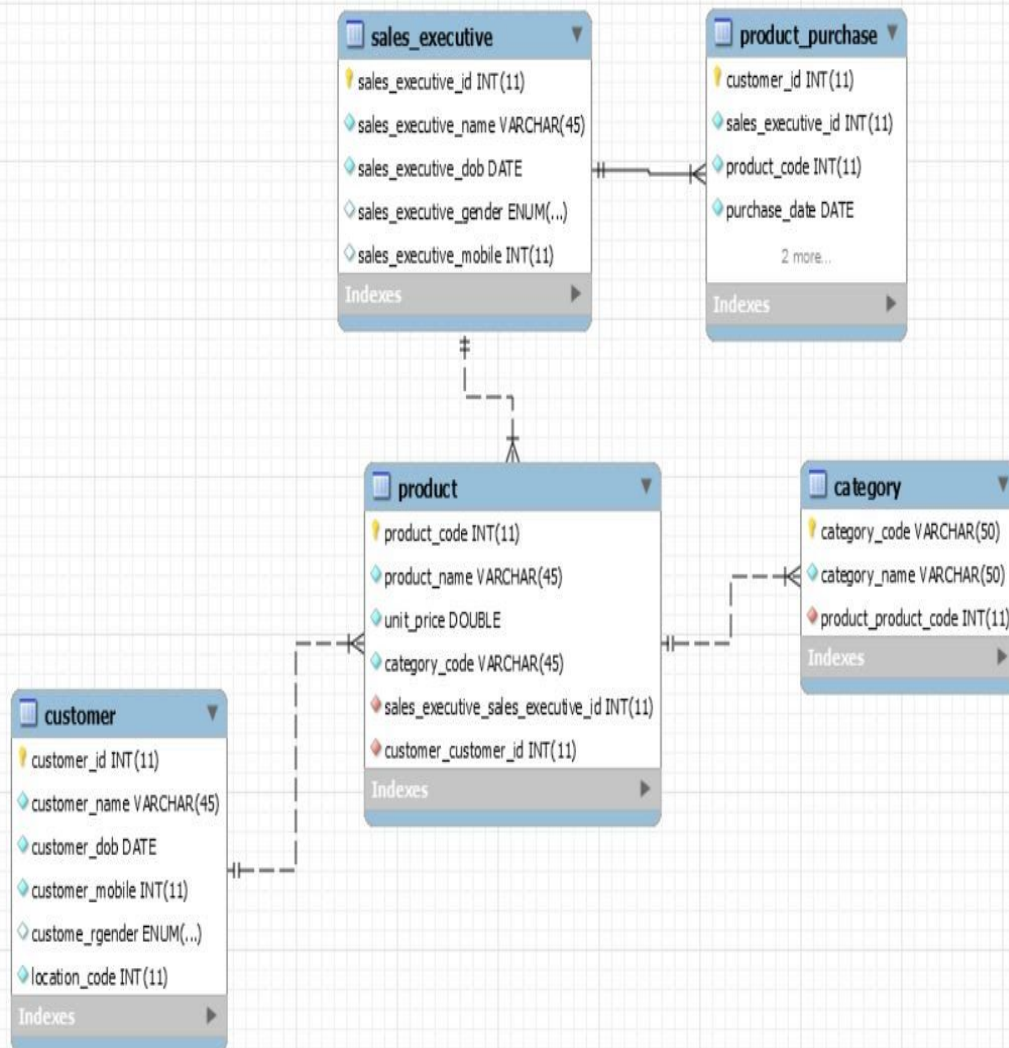 sales_executive
sales_executive_id INT(11)
sales_executive_name VARCHAR(45)
sales_executive_dob DATE
sales_executive_gender ENUM(...)
sales_executive_mobile INT(11)
Indexes
product_purchase
customer_id INT(11)
sales_executive_id INT(11)
product_code INT(11)
purchase_date DATE
2 more...
Indexes
product
product_code INT(11)
product_name VARCHAR(45)
unit_price DOUBLE
category_code VARCHAR(45)
sales_executive_sales_executive_id INT(11)
customer_customer_id INT(11)
Indexes
category
category_code VARCHAR(50)
category_name VARCHAR(50)
product_product_code INT(11)
Indexes
customer
customer_id INT(11)
customer_name VARCHAR(45)
customer_dob DATE
customer_mobile INT(11)
custome_rgender ENUM(...)
location_code INT(11)
Indexes